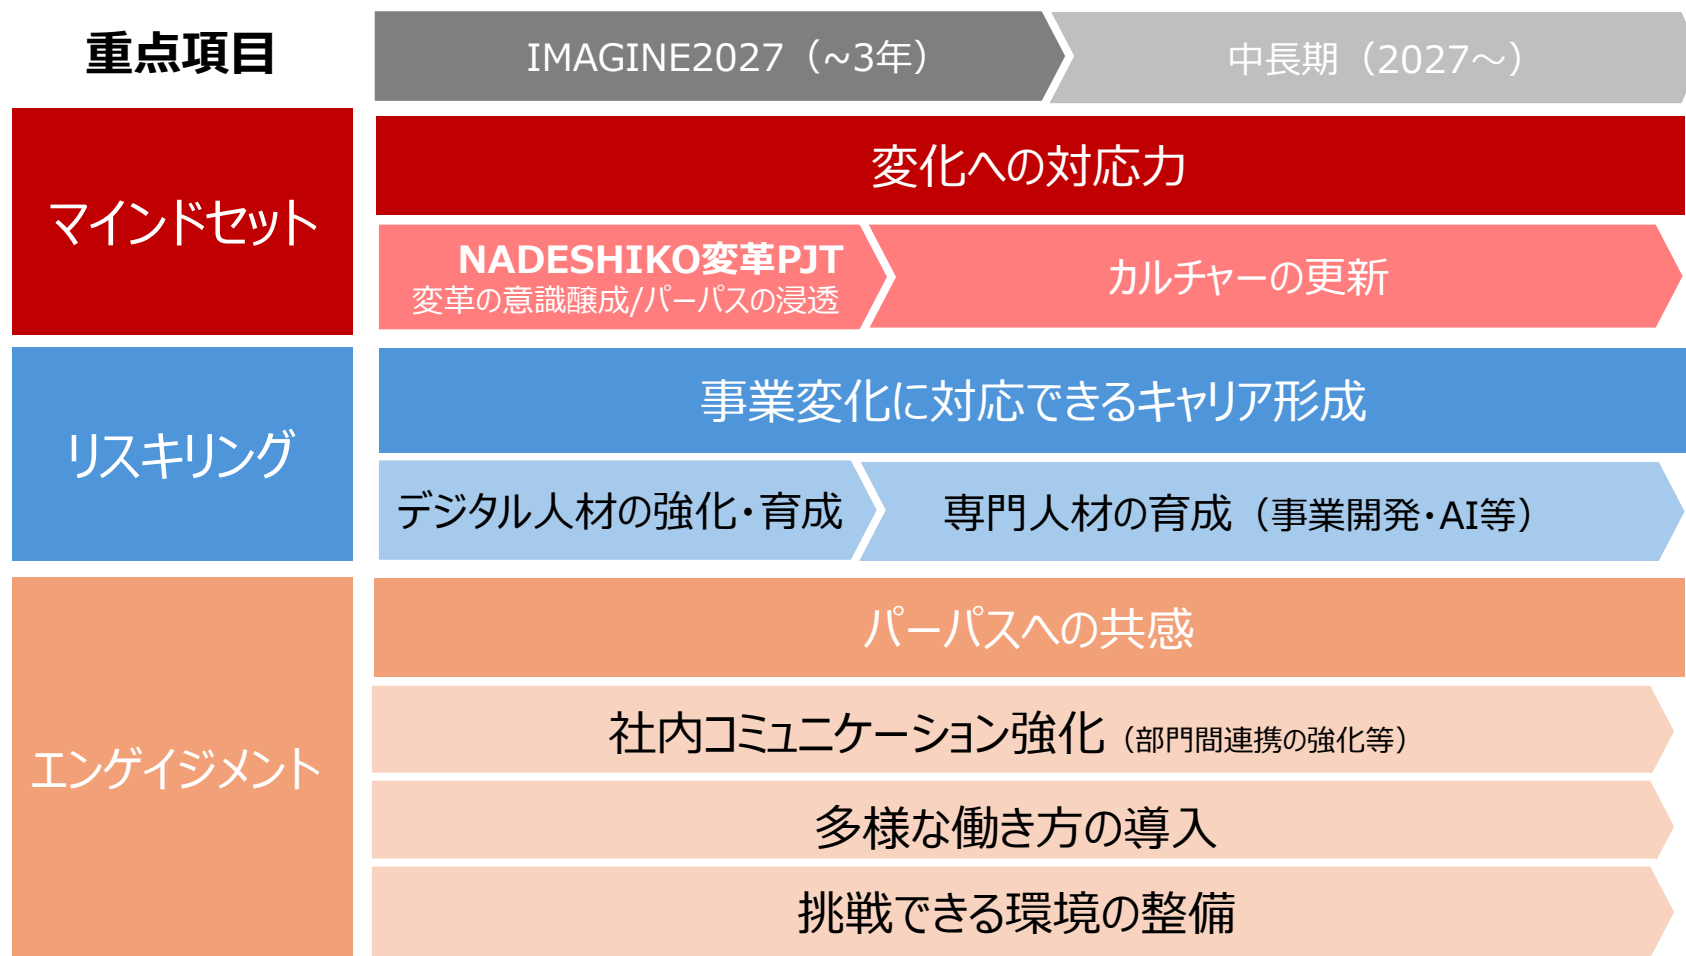 重点項目
IMAGINE2027（~3年）
中長期（2027～）
マインドセット
変化への対応力
NADESHIKO変革PJT
変革の意識醸成/パーパスの浸透
カルチャーの更新
リスキリング
事業変化に対応できるキャリア形成
デジタル人材の強化・育成
専門人材の育成（事業開発・AI等）
エンゲイジメント
パーパスへの共感
社内コミュニケーション強化（部門間連携の強化等）
多様な働き方の導入
挑戦できる環境の整備